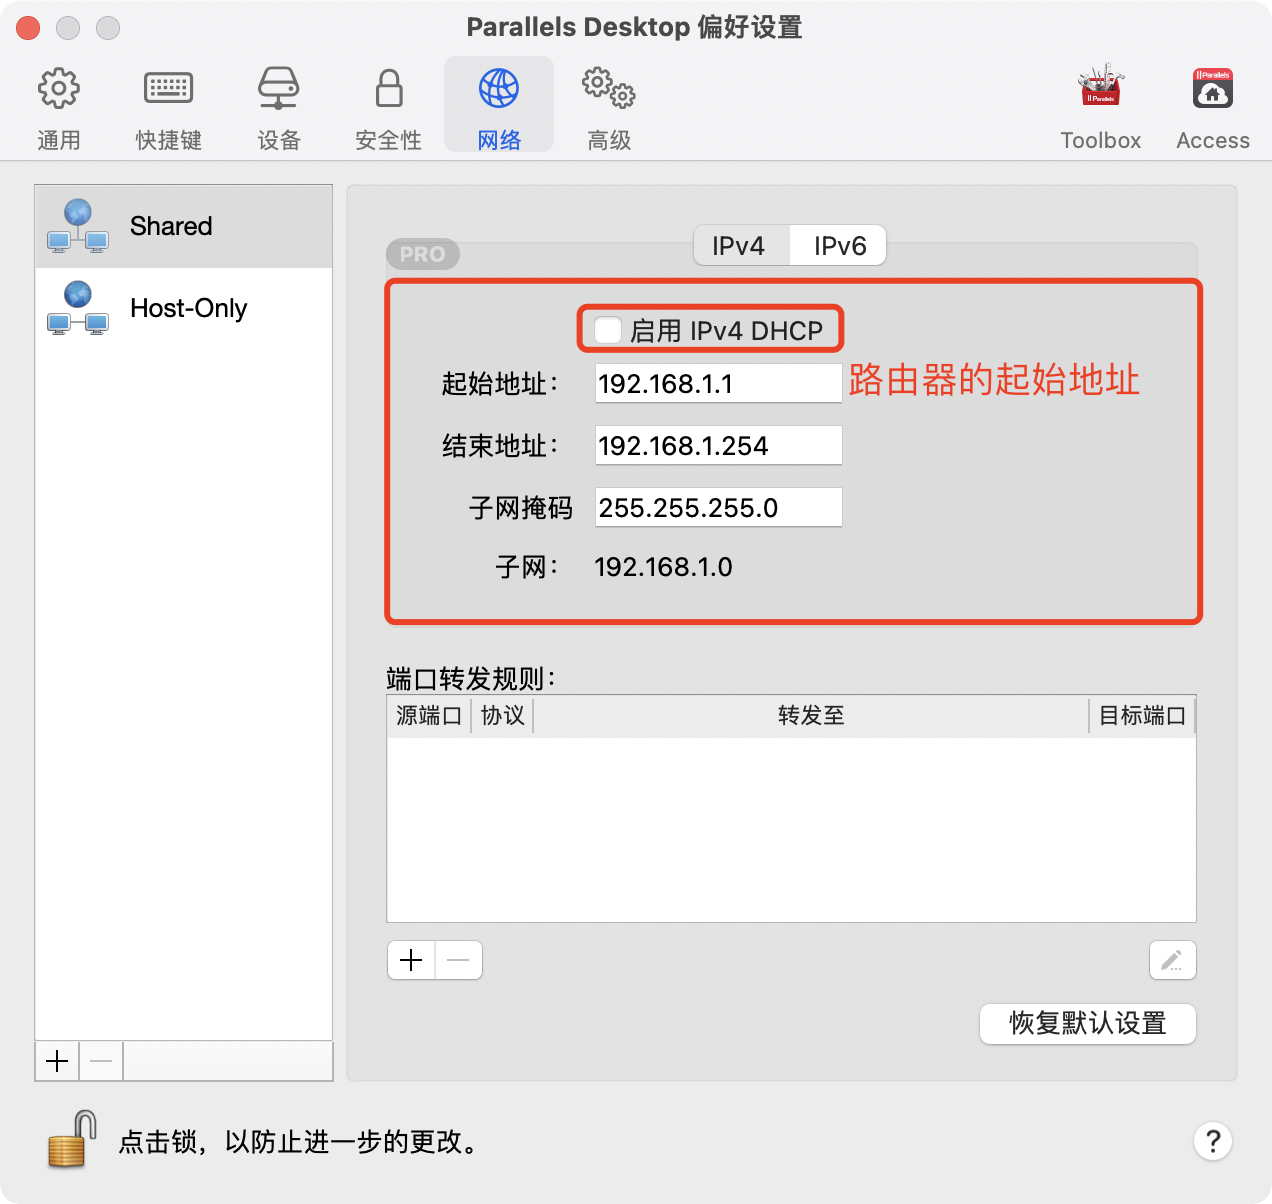 Parallels Desktop 偏好设置
通用
快捷键
设备
安全性
网络
高级
Toolbox
Access
Parallels
Parallels
Shared
Host-Only
PRO
IPv4
IPv6
启用 IPv4 DHCP
起始地址：
192.168.1.1
路由器的起始地址
结束地址：
192.168.1.254
子网掩码
255.255.255.0
子网：
192.168.1.0
端口转发规则：
源端口
协议
转发至
目标端口
恢复默认设置
点击锁，以防止进一步的更改。
?